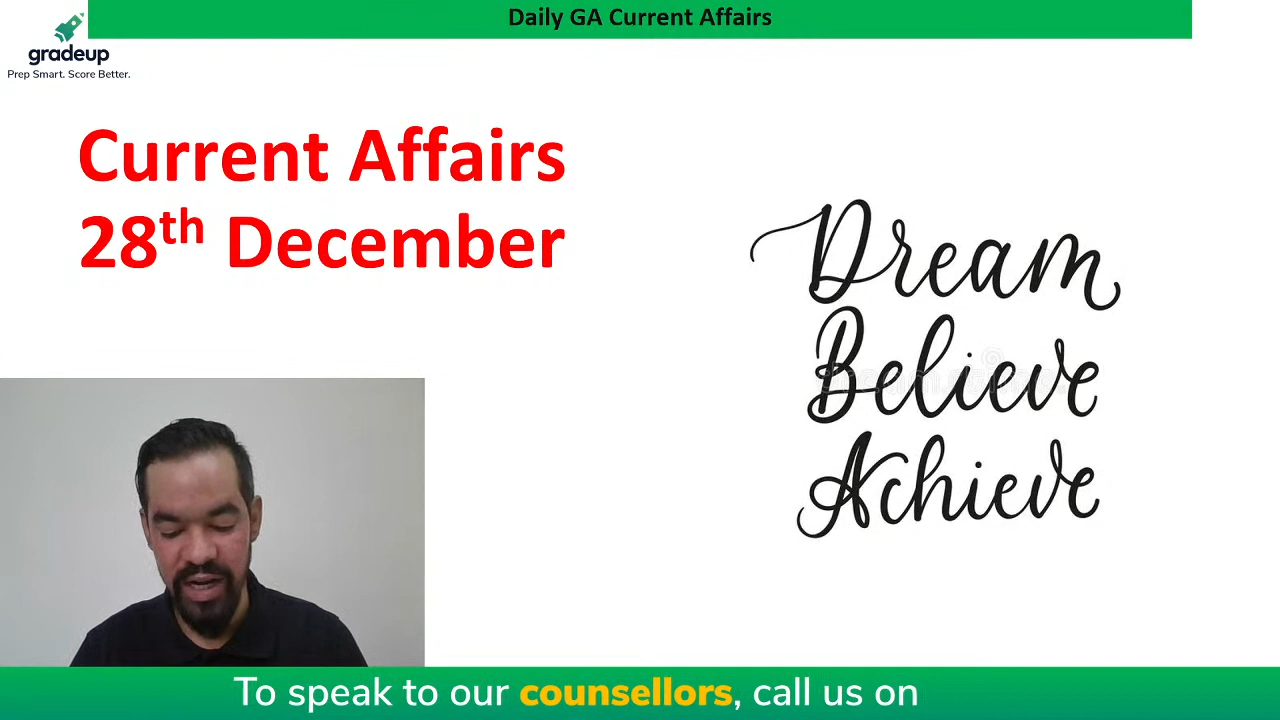 Daily GA Current Affairs
gradeup
Prep Smart. Score Better.
Current Affairs
28th December
Dream
Believe
Achieve
To speak to our counsellors, call us on